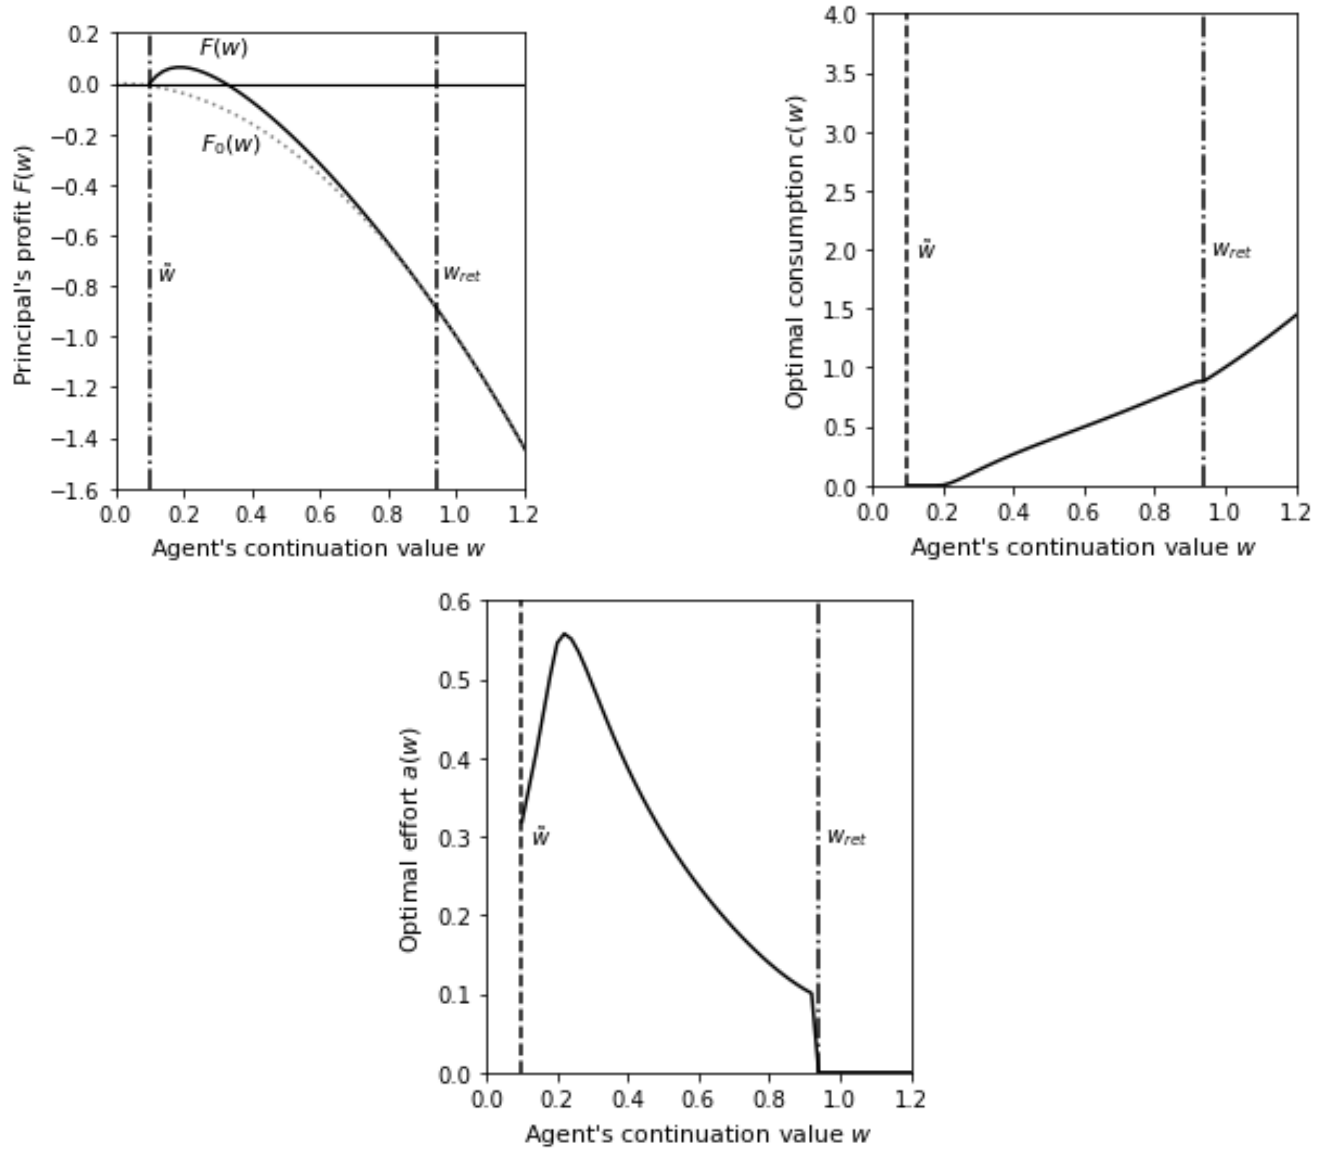 0.2
0.0
−0.2
−0.4
−0.6
−0.8
−1.0
−1.2
−1.4
−1.6
Principal's profit F(w)
F(w)
F₀(w)
w̃
w_ret
0.0 0.2 0.4 0.6 0.8 1.0 1.2
Agent's continuation value w
4.0
3.5
3.0
2.5
2.0
1.5
1.0
0.5
0.0
Optimal consumption c(w)
w̃
w_ret
0.0 0.2 0.4 0.6 0.8 1.0 1.2
Agent's continuation value w
0.6
0.5
0.4
0.3
0.2
0.1
0.0
Optimal effort a(w)
w̃
w_ret
0.0 0.2 0.4 0.6 0.8 1.0 1.2
Agent's continuation value w